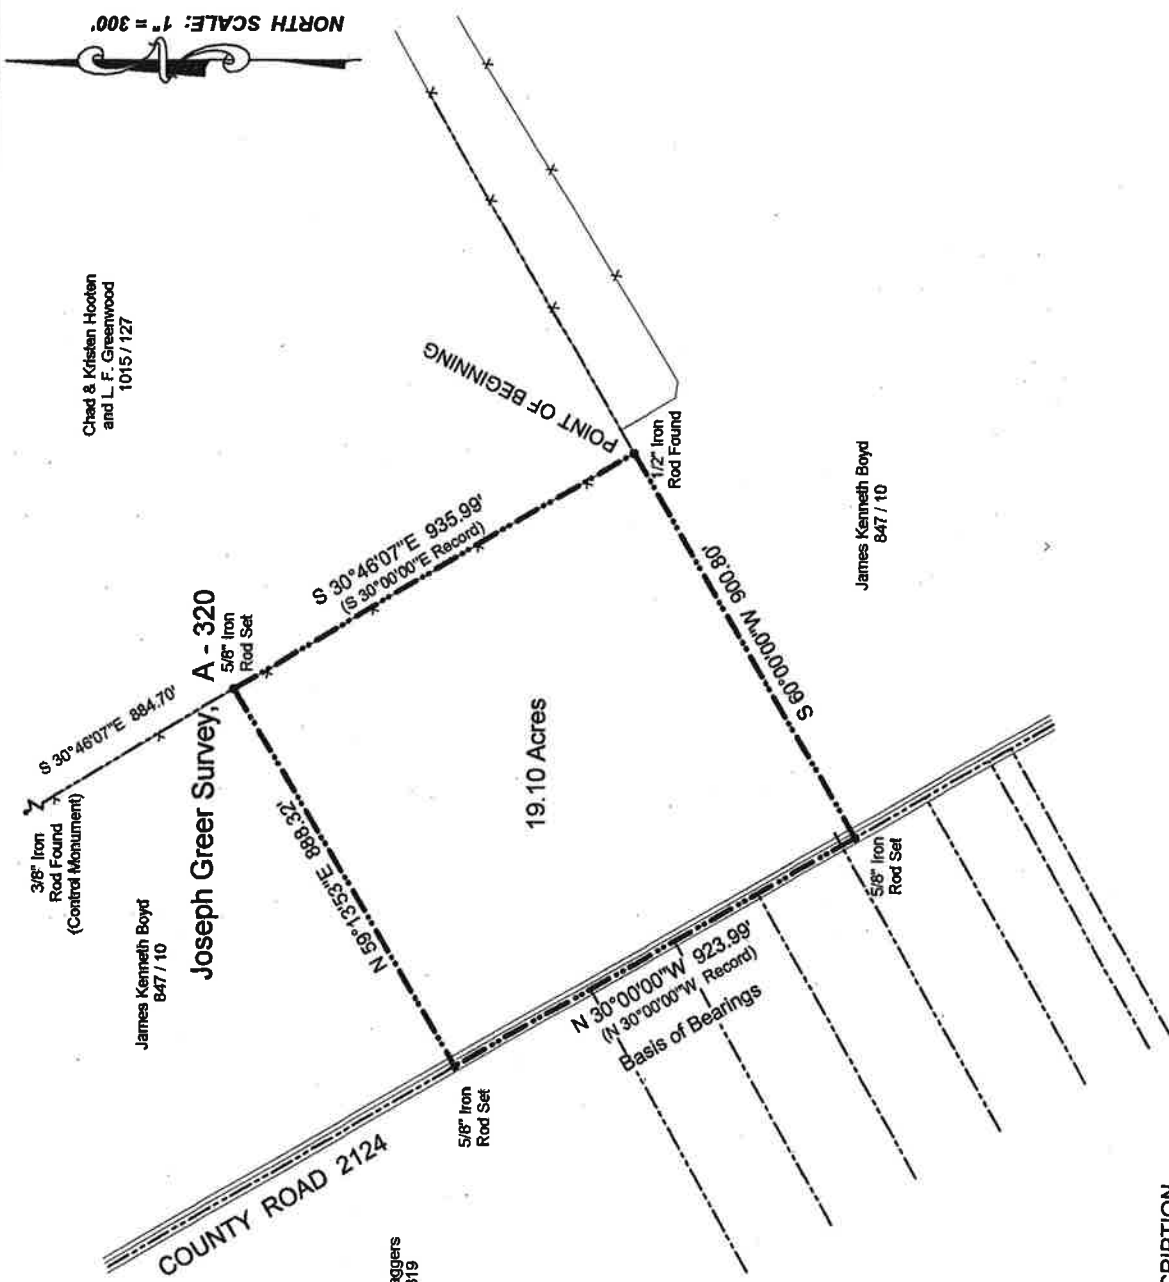 NORTH SCALE: 1" = 300'
Chad & Kristen Hooten
and L. F. Greenwood
1015 / 127
POINT OF BEGINNING
1/2" Iron
Rod Found
S 30°46'07"E 935.99'
(S 30°00'00"E Record)
A - 320
5/8" Iron
Rod Set
S 30°46'07"E 884.70'
3/8" Iron
Rod Found
(Control Monument)
James Kenneth Boyd
847 / 10
Joseph Greer Survey,
N 59°13'53"E 888.32'
19.10 Acres
S 60°00'00"W 900.80'
James Kenneth Boyd
847 / 10
5/8" Iron
Rod Set
N 30°00'00"W 923.99'
(N 30°00'00"W Record)
Basis of Bearings
5/8" Iron
Rod Set
COUNTY ROAD 2124